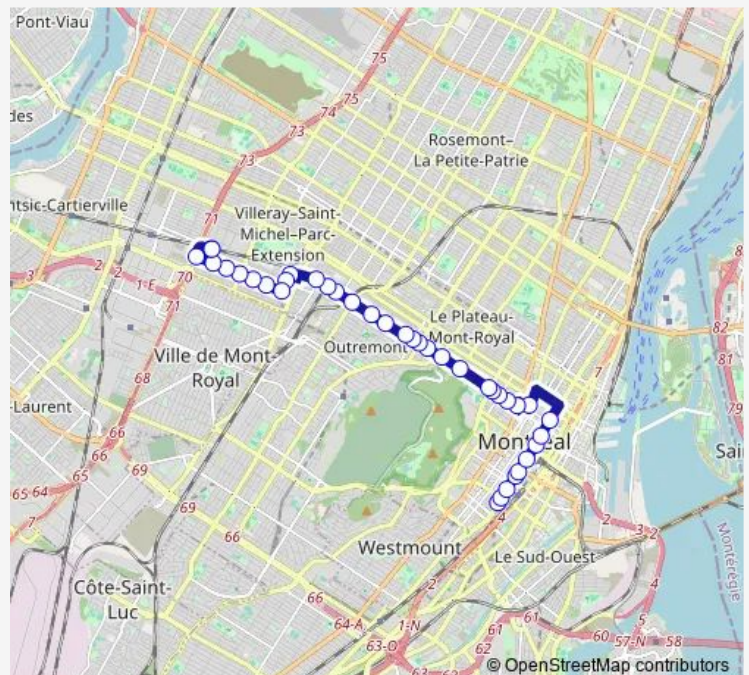 Pont-Viau
des
75
75
74
73
73
Rosemont–
La Petite-Patrie
ntsic-Cartierville
71
Villeray–Saint-
Michel–Parc-
Extension
3
2
2
1-E
70
71
Le Plateau-
Mont-Royal
82
Outremont
Ville de Mont-
Royal
7
79
68
-Laurent
66
Montréal
Sai
65
65
64
66
69
7
69
66
4
2
3-2
Westmount
Le Sud-Ouest
Montérégie
Côte-Saint-
Luc
2
4
66
61
5
64-A
1-N
61
60
57-N
58
63-O
62
61
62
© OpenStreetMap contributors